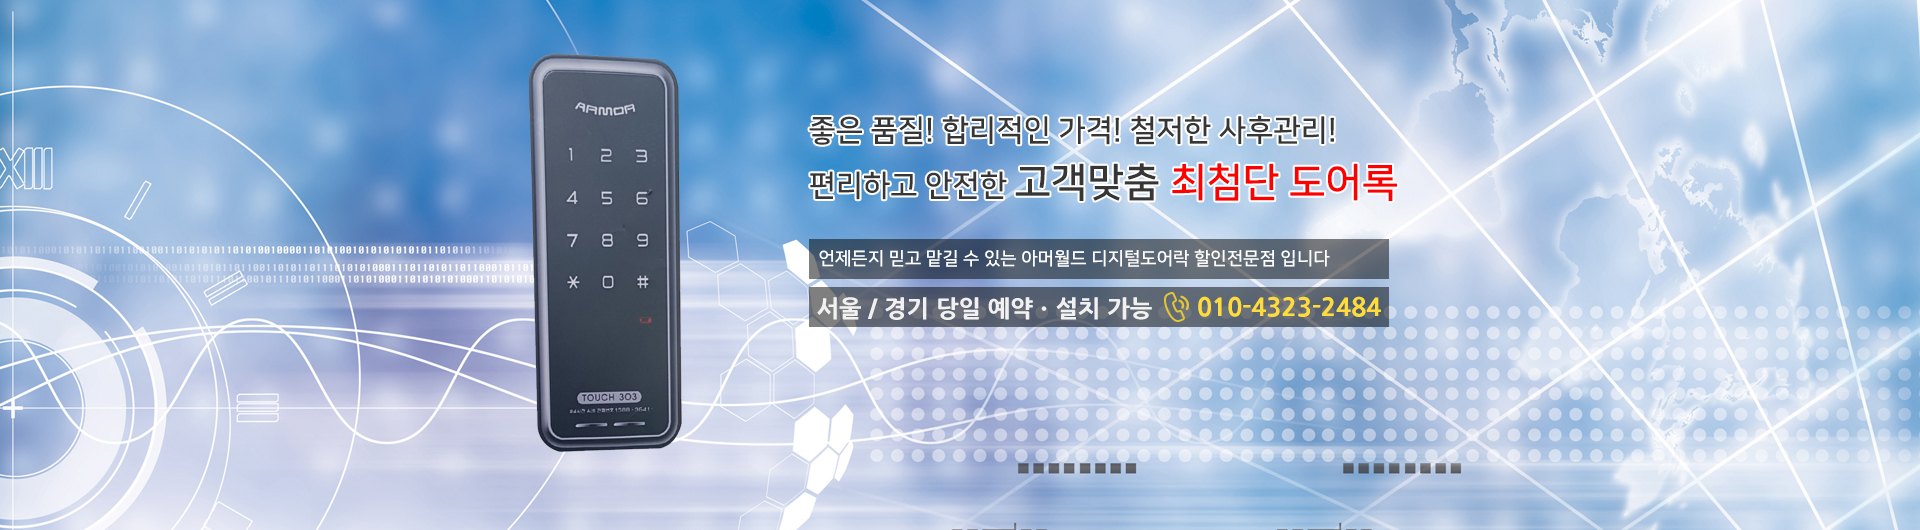 좋은 품질! 합리적인 가격! 철저한 사후관리!
편리하고 안전한 고객맞춤 최첨단 도어록
언제든지 믿고 맡길 수 있는 아머월드 디지털도어락 할인전문점 입니다
서울 / 경기 당일 예약 · 설치 가능 010-4323-2484
ARMOR
1 2 3
4 5 6
7 8 9
* 0 #
TOUCH 303
XIII